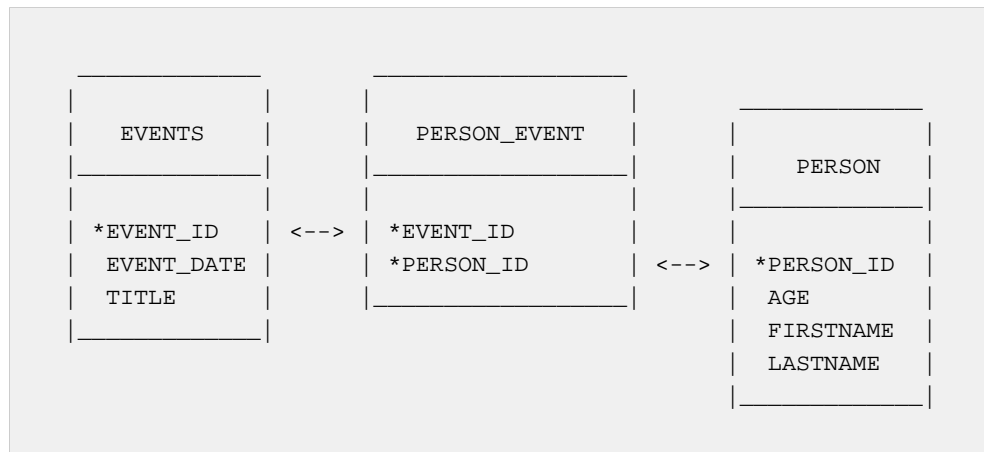 EVENTS
*EVENT_ID
EVENT_DATE
TITLE
<-->
PERSON_EVENT
*EVENT_ID
*PERSON_ID
<-->
PERSON
*PERSON_ID
AGE
FIRSTNAME
LASTNAME